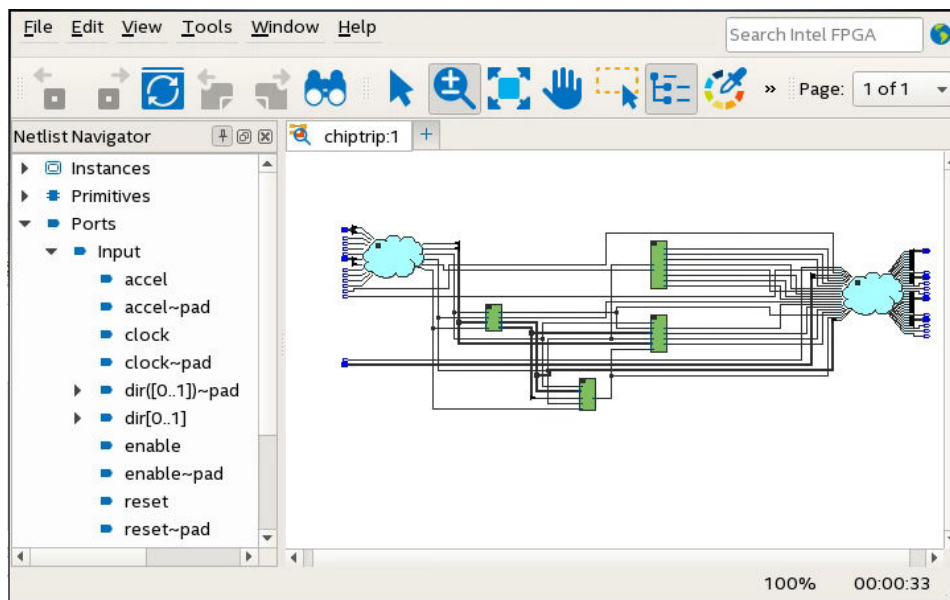 File Edit View Tools Window Help
Search Intel FPGA
» Page: 1 of 1
Netlist Navigator
chiptrip:1 +
Instances
Primitives
Ports
Input
accel
accel~pad
clock
clock~pad
dir([0..1])~pad
dir[0..1]
enable
enable~pad
reset
reset~pad
100% 00:00:33